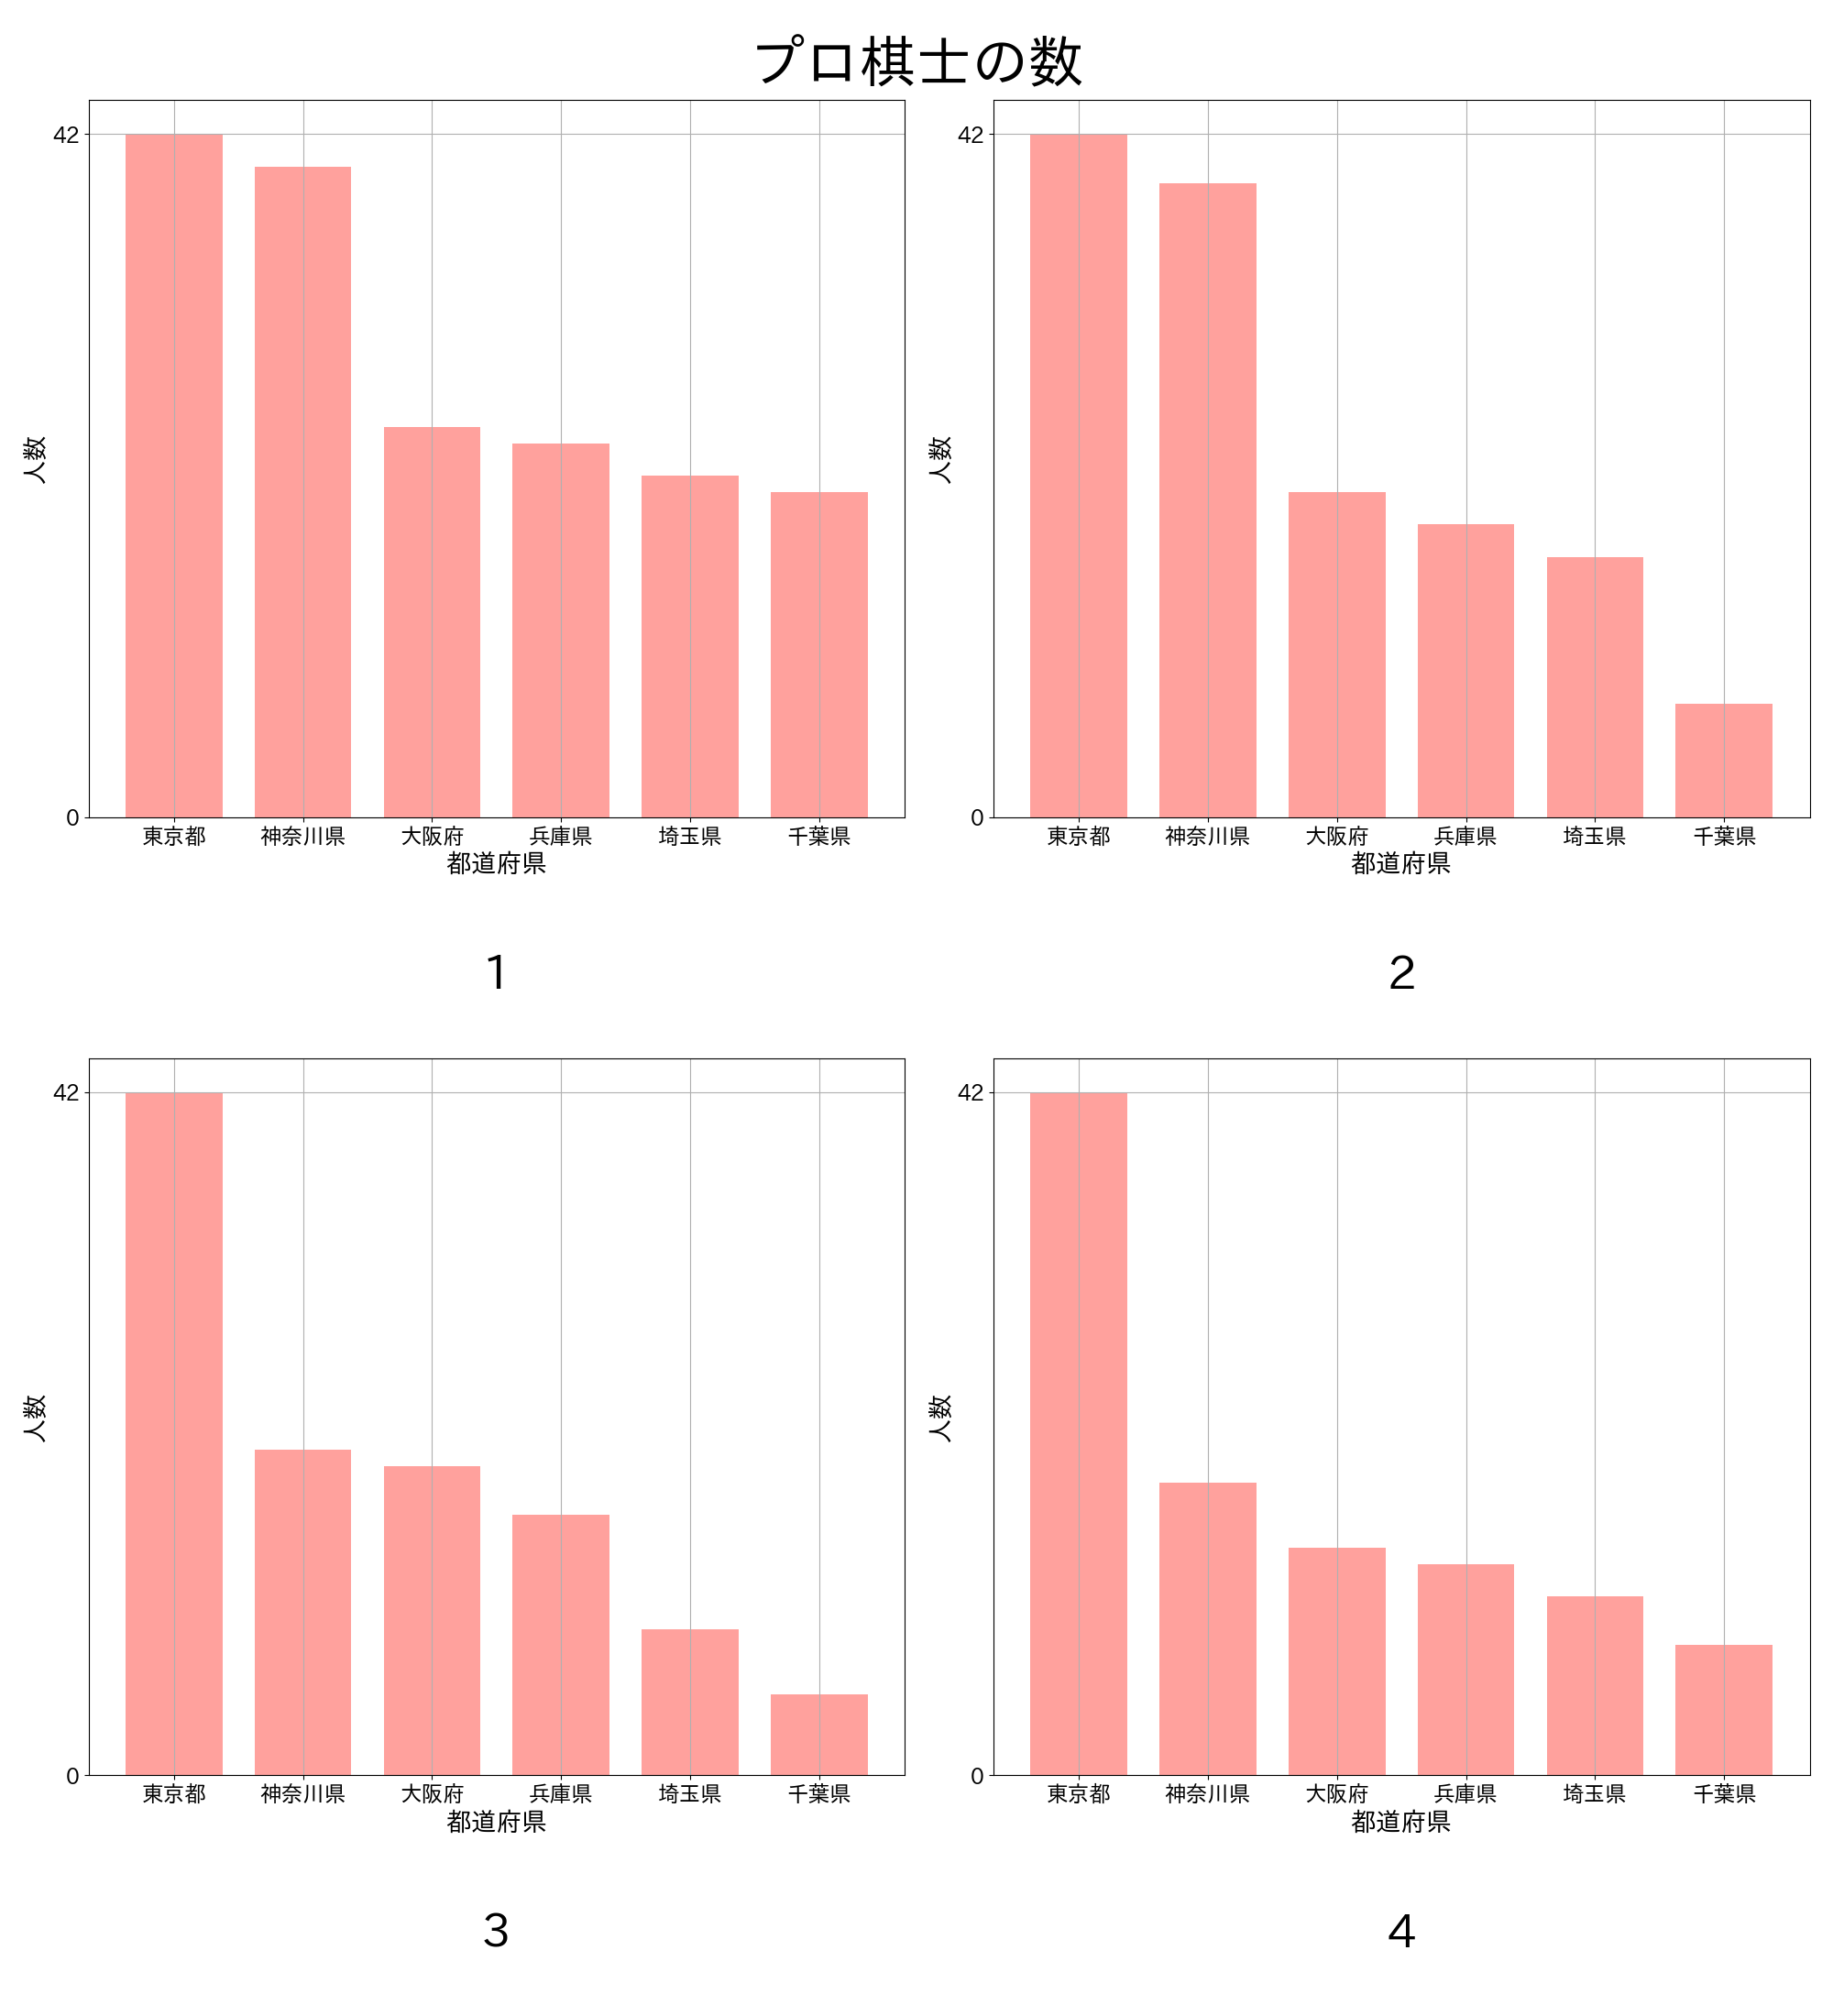 プロ棋士の数
42
0
人数
東京都 神奈川県 大阪府 兵庫県 埼玉県 千葉県
都道府県
1
42
0
人数
東京都 神奈川県 大阪府 兵庫県 埼玉県 千葉県
都道府県
2
42
0
人数
東京都 神奈川県 大阪府 兵庫県 埼玉県 千葉県
都道府県
3
42
0
人数
東京都 神奈川県 大阪府 兵庫県 埼玉県 千葉県
都道府県
4